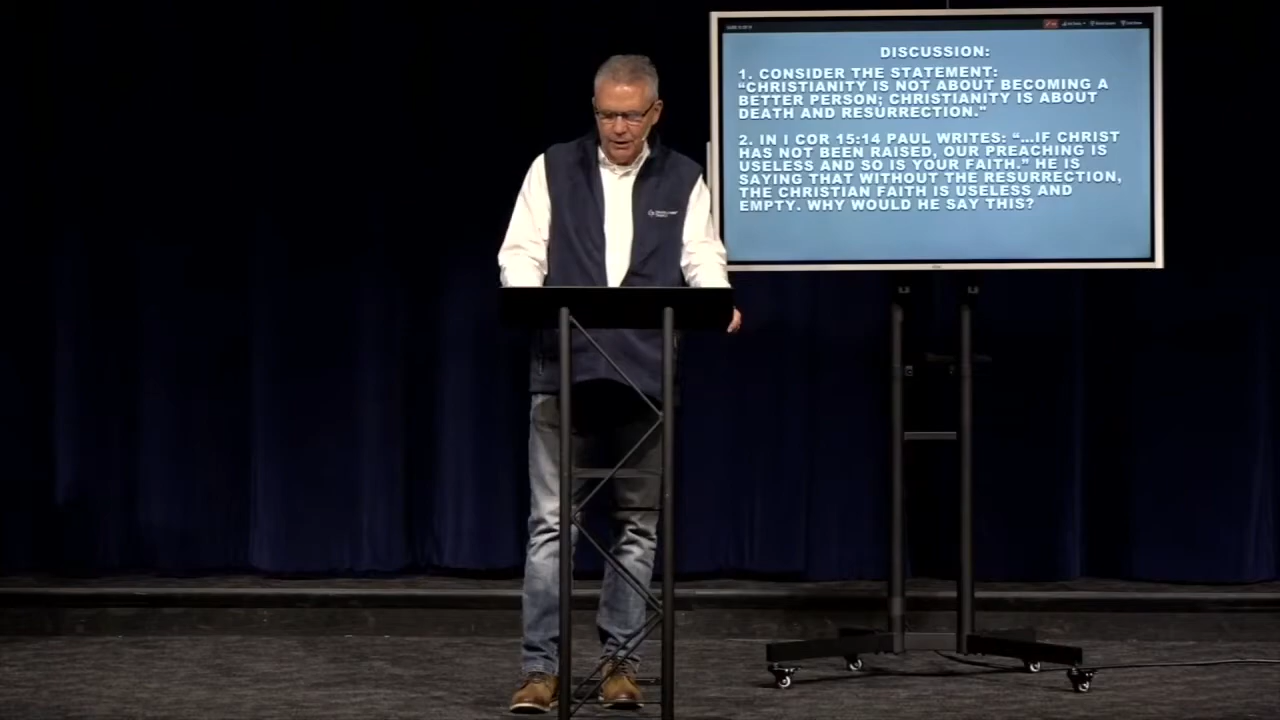 DISCUSSION:
1. CONSIDER THE STATEMENT:
“CHRISTIANITY IS NOT ABOUT BECOMING A
BETTER PERSON; CHRISTIANITY IS ABOUT
DEATH AND RESURRECTION."
2. IN I COR 15:14 PAUL WRITES: “...IF CHRIST
HAS NOT BEEN RAISED, OUR PREACHING IS
USELESS AND SO IS YOUR FAITH.” HE IS
SAYING THAT WITHOUT THE RESURRECTION,
THE CHRISTIAN FAITH IS USELESS AND
EMPTY. WHY WOULD HE SAY THIS?